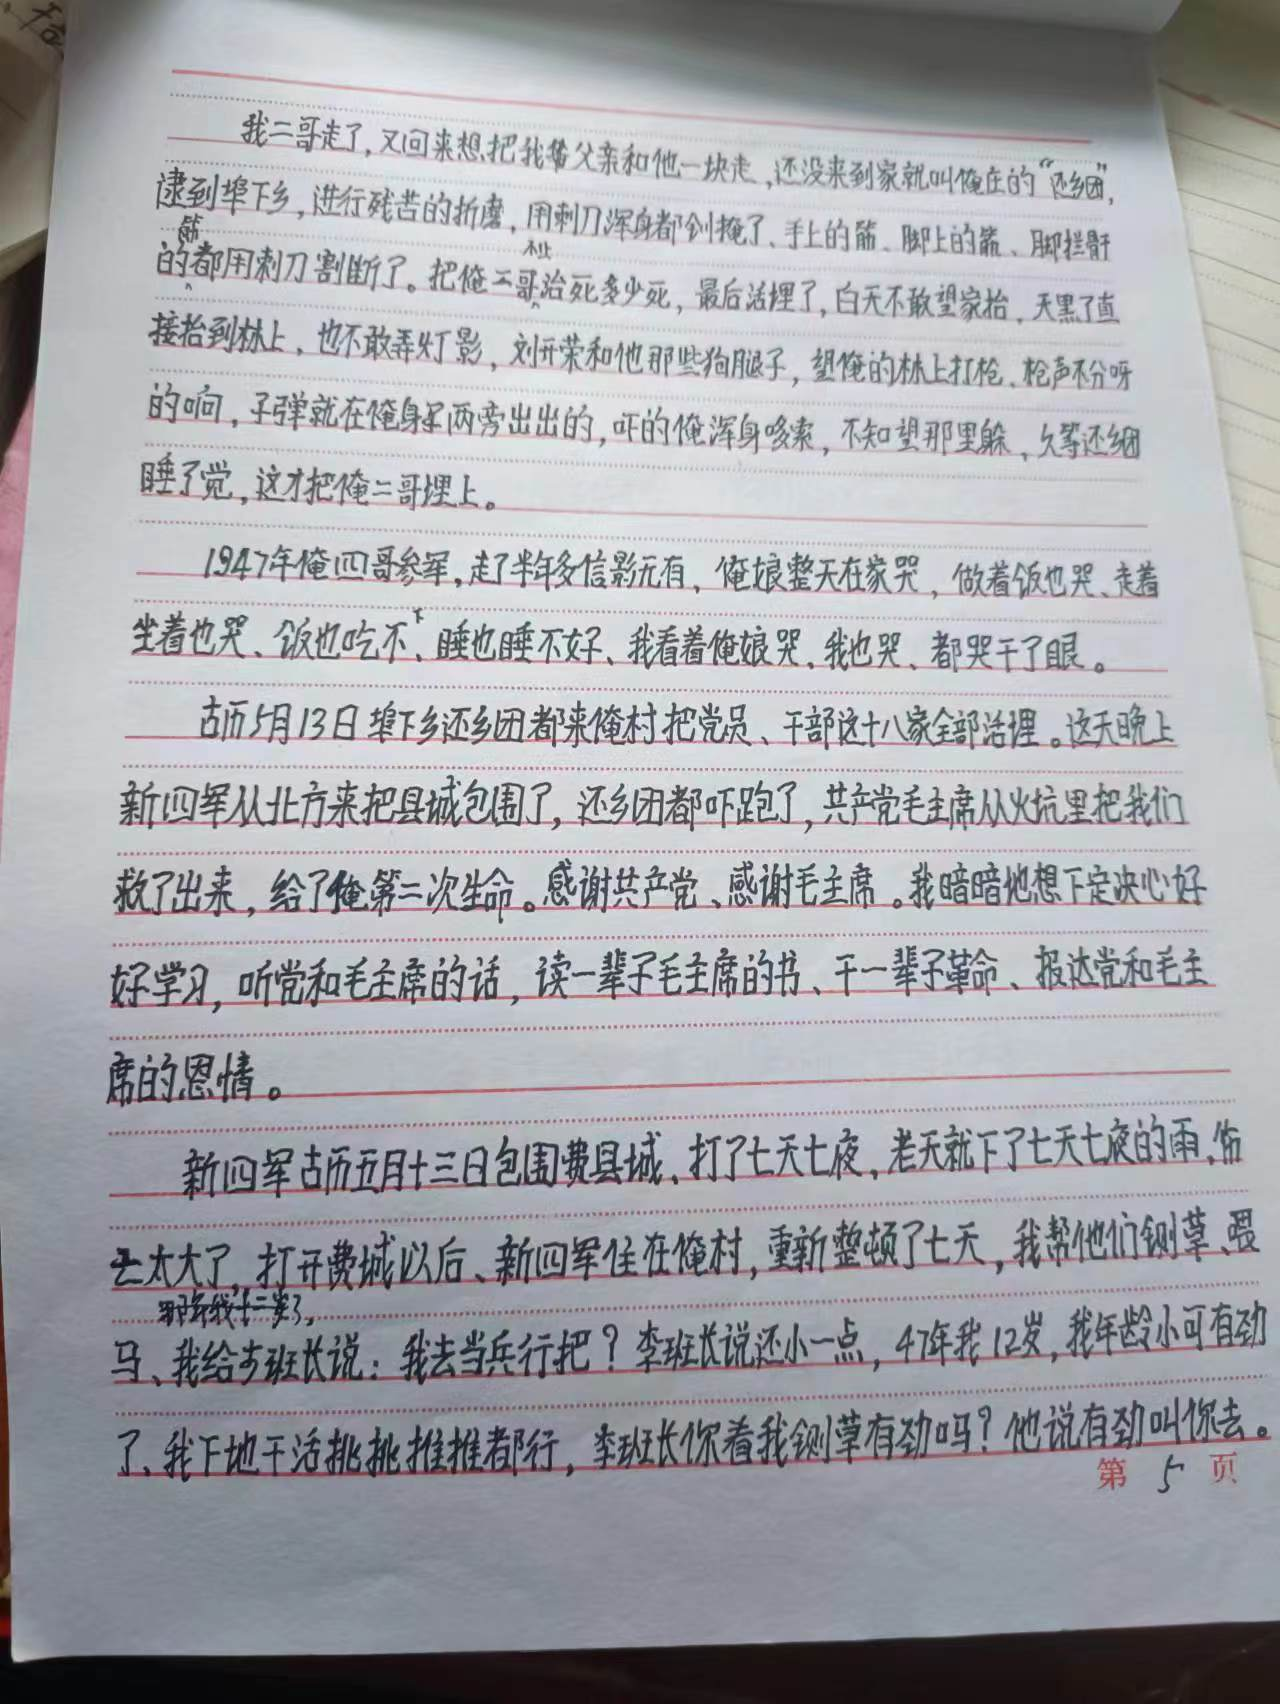 我二哥走了，又回来想把我爷父亲和他一块走，还没来到家就叫俺庄的“还乡团”，
逮到埠下乡，进行残苦的折磨，用刺刀浑身都刽掩了、手上的筋、脚上的筋、脚拦骭
筋
不止
的都用刺刀割断了。把俺二哥治死多少死，最后活埋了，白天不敢望家抬，天黑了直
接抬到林上，也不敢弄灯影，刘开荣和他那些狗腿子，望俺的林上打枪、枪声不分呀
的响，子弹就在俺身子两旁出出的，吓的俺浑身哆索，不知望那里躲，欠等还乡团
睡了觉，这才把俺二哥埋上。
1947年俺四哥参军，走了半年多信影无有，俺娘整天在家哭，做着饭也哭、走着
坐着也哭、饭也吃不下、睡也睡不好、我看着俺娘哭、我也哭、都哭干了眼。
古历5月13日埠下乡还乡团都来俺村把党员、干部这十八家全部活理。这天晚上
新四军从北方来把县城包围了，还乡团都吓跑了，共产党毛主席从火坑里把我们
救了出来，给了俺第二次生命。感谢共产党、感谢毛主席。我暗暗地想下定决心好
好学习，听党和毛主席的话，读一辈子毛主席的书、干一辈子革命、报达党和毛主
席的恩情。
新四军古历五月十三日包围费县城、打了七天七夜，老天就下了七天七夜的雨，伤
亡太大了，打开费城以后、新四军住在俺村，重新整顿了七天，我帮他们铡草、喂
那年我十二岁了，
马、我给李班长说：我去当兵行把？李班长说还小一点，47年我12岁，我年龄小可有劲
了、我下地干活挑挑推推都行，李班长你看我铡草有劲吗？他说有劲叫你去。
第 5 页